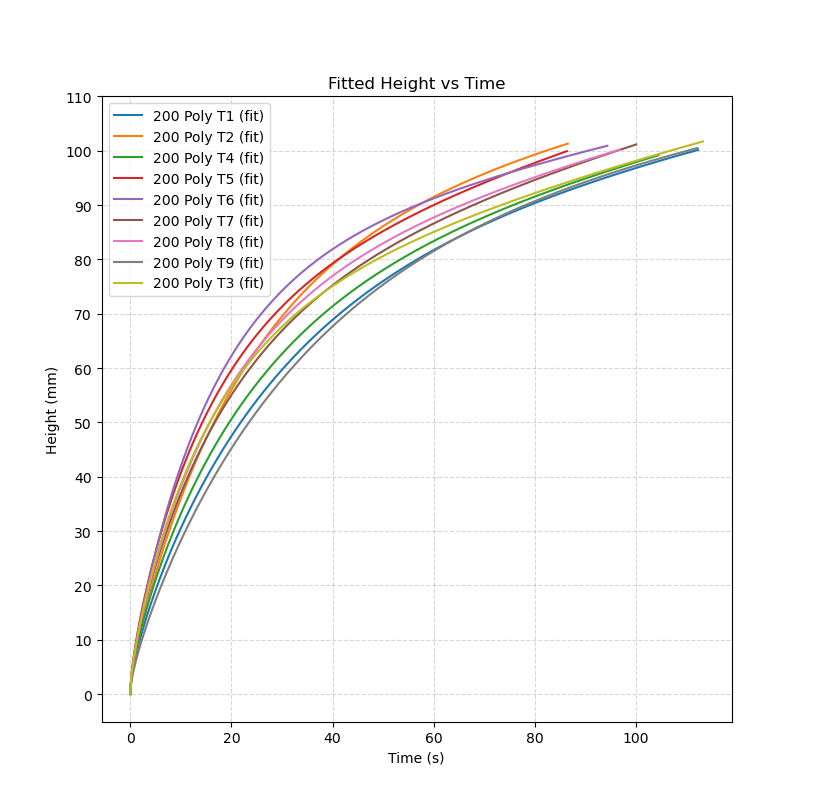 Fitted Height vs Time
110
100
90
80
70
60
50
40
30
20
10
0
Height (mm)
200 Poly T1 (fit)
200 Poly T2 (fit)
200 Poly T4 (fit)
200 Poly T5 (fit)
200 Poly T6 (fit)
200 Poly T7 (fit)
200 Poly T8 (fit)
200 Poly T9 (fit)
200 Poly T3 (fit)
0 20 40 60 80 100
Time (s)